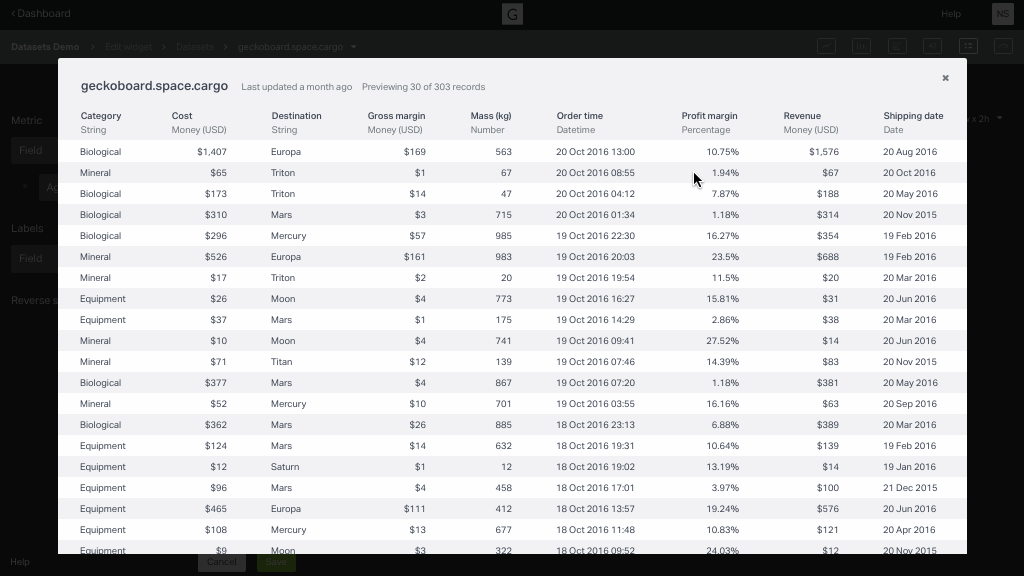 < Dashboard
G
Help
NS
Datasets Demo > Edit widget > Datasets > geckoboard.space.cargo
geckoboard.space.cargo Last updated a month ago Previewing 30 of 303 records
Category Cost Destination Gross margin Mass (kg) Order time Profit margin Revenue Shipping date
String Money (USD) String Money (USD) Number Datetime Percentage Money (USD) Date
Biological $1,407 Europa $169 563 20 Oct 2016 13:00 10.75% $1,576 20 Aug 2016
Mineral $65 Triton $1 67 20 Oct 2016 08:55 1.94% $67 20 Oct 2016
Biological $173 Triton $14 47 20 Oct 2016 04:12 7.87% $188 20 May 2016
Biological $310 Mars $3 715 20 Oct 2016 01:34 1.18% $314 20 Nov 2015
Biological $296 Mercury $57 985 19 Oct 2016 22:30 16.27% $354 19 Feb 2016
Mineral $526 Europa $161 983 19 Oct 2016 20:03 23.5% $688 19 Feb 2016
Mineral $17 Triton $2 20 19 Oct 2016 19:54 11.5% $20 20 Mar 2016
Equipment $26 Moon $4 773 19 Oct 2016 16:27 15.81% $31 20 Jun 2016
Equipment $37 Mars $1 175 19 Oct 2016 14:29 2.86% $38 20 Mar 2016
Mineral $10 Moon $4 741 19 Oct 2016 09:41 27.52% $14 20 Jun 2016
Mineral $71 Titan $12 139 19 Oct 2016 07:46 14.39% $83 20 Nov 2015
Biological $377 Mars $4 867 19 Oct 2016 07:20 1.18% $381 20 May 2016
Mineral $52 Mercury $10 701 19 Oct 2016 03:55 16.16% $63 20 Sep 2016
Biological $362 Mars $26 885 18 Oct 2016 23:13 6.88% $389 20 Mar 2016
Equipment $124 Mars $14 632 18 Oct 2016 19:31 10.64% $139 19 Feb 2016
Equipment $12 Saturn $1 12 18 Oct 2016 19:02 13.19% $14 19 Jan 2016
Equipment $96 Mars $4 458 18 Oct 2016 17:01 3.97% $100 21 Dec 2015
Equipment $465 Europa $111 412 18 Oct 2016 13:57 19.24% $576 20 Jun 2016
Equipment $108 Mercury $13 677 18 Oct 2016 11:48 10.83% $121 20 Apr 2016
Equipment $9 Moon $3 322 18 Oct 2016 09:52 24.03% $12 20 Nov 2015
Metric
Field
Labels
Field
Reverse
x 2h
Help
Cancel
Save